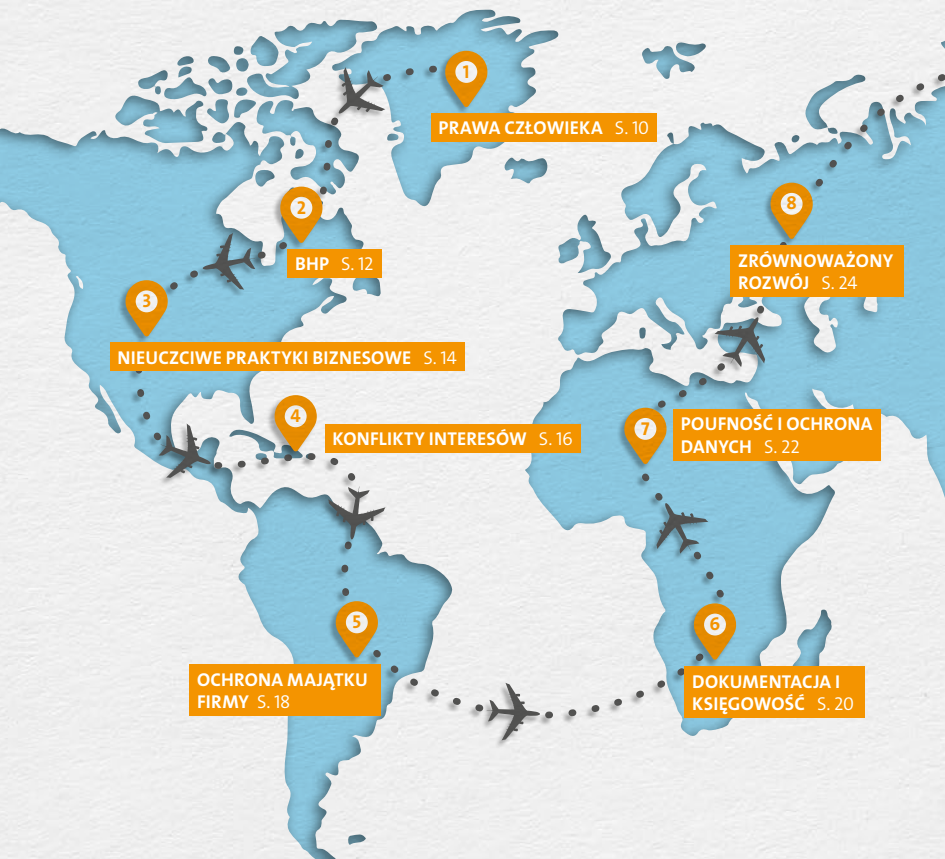 1
PRAWA CZŁOWIEKA S. 10
2
BHP S. 12
3
NIEUCZCIWE PRAKTYKI BIZNESOWE S. 14
4
KONFLIKTY INTERESÓW S. 16
5
OCHRONA MAJĄTKU
FIRMY S. 18
6
DOKUMENTACJA I
KSIĘGOWOŚĆ S. 20
7
POUFNOŚĆ I OCHRONA
DANYCH S. 22
8
ZRÓWNOWAŻONY
ROZWÓJ S. 24